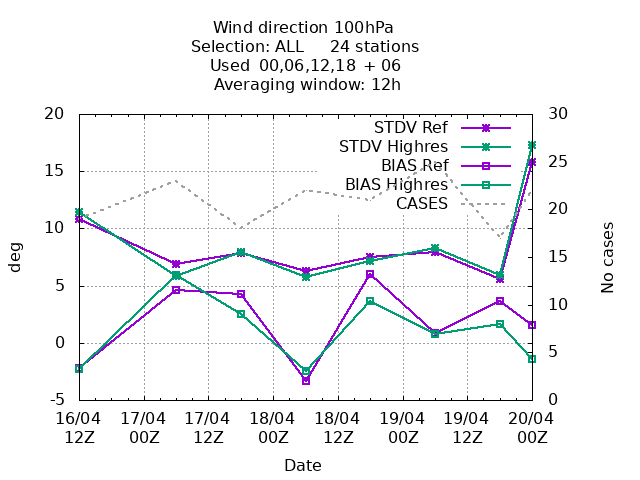 Wind direction 100hPa
Selection: ALL 24 stations
Used 00,06,12,18 + 06
Averaging window: 12h
20
15
10
5
0
-5
deg
30
25
20
15
10
5
0
No cases
STDV Ref
STDV Highres
BIAS Ref
BIAS Highres
CASES
16/04 17/04 17/04 18/04 18/04 19/04 19/04 20/04
12Z 00Z 12Z 00Z 12Z 00Z 12Z 00Z
Date